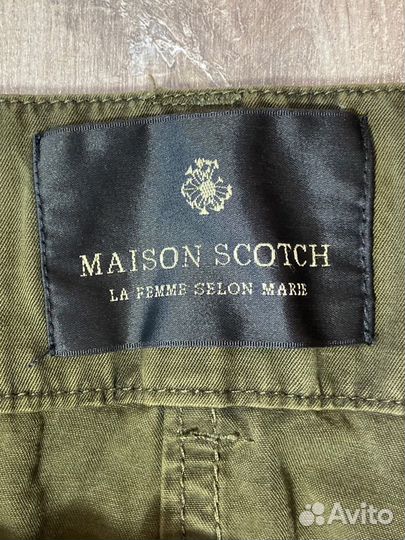 MAISON SCOTCH
LA FEMME SELON MARIE
Avito